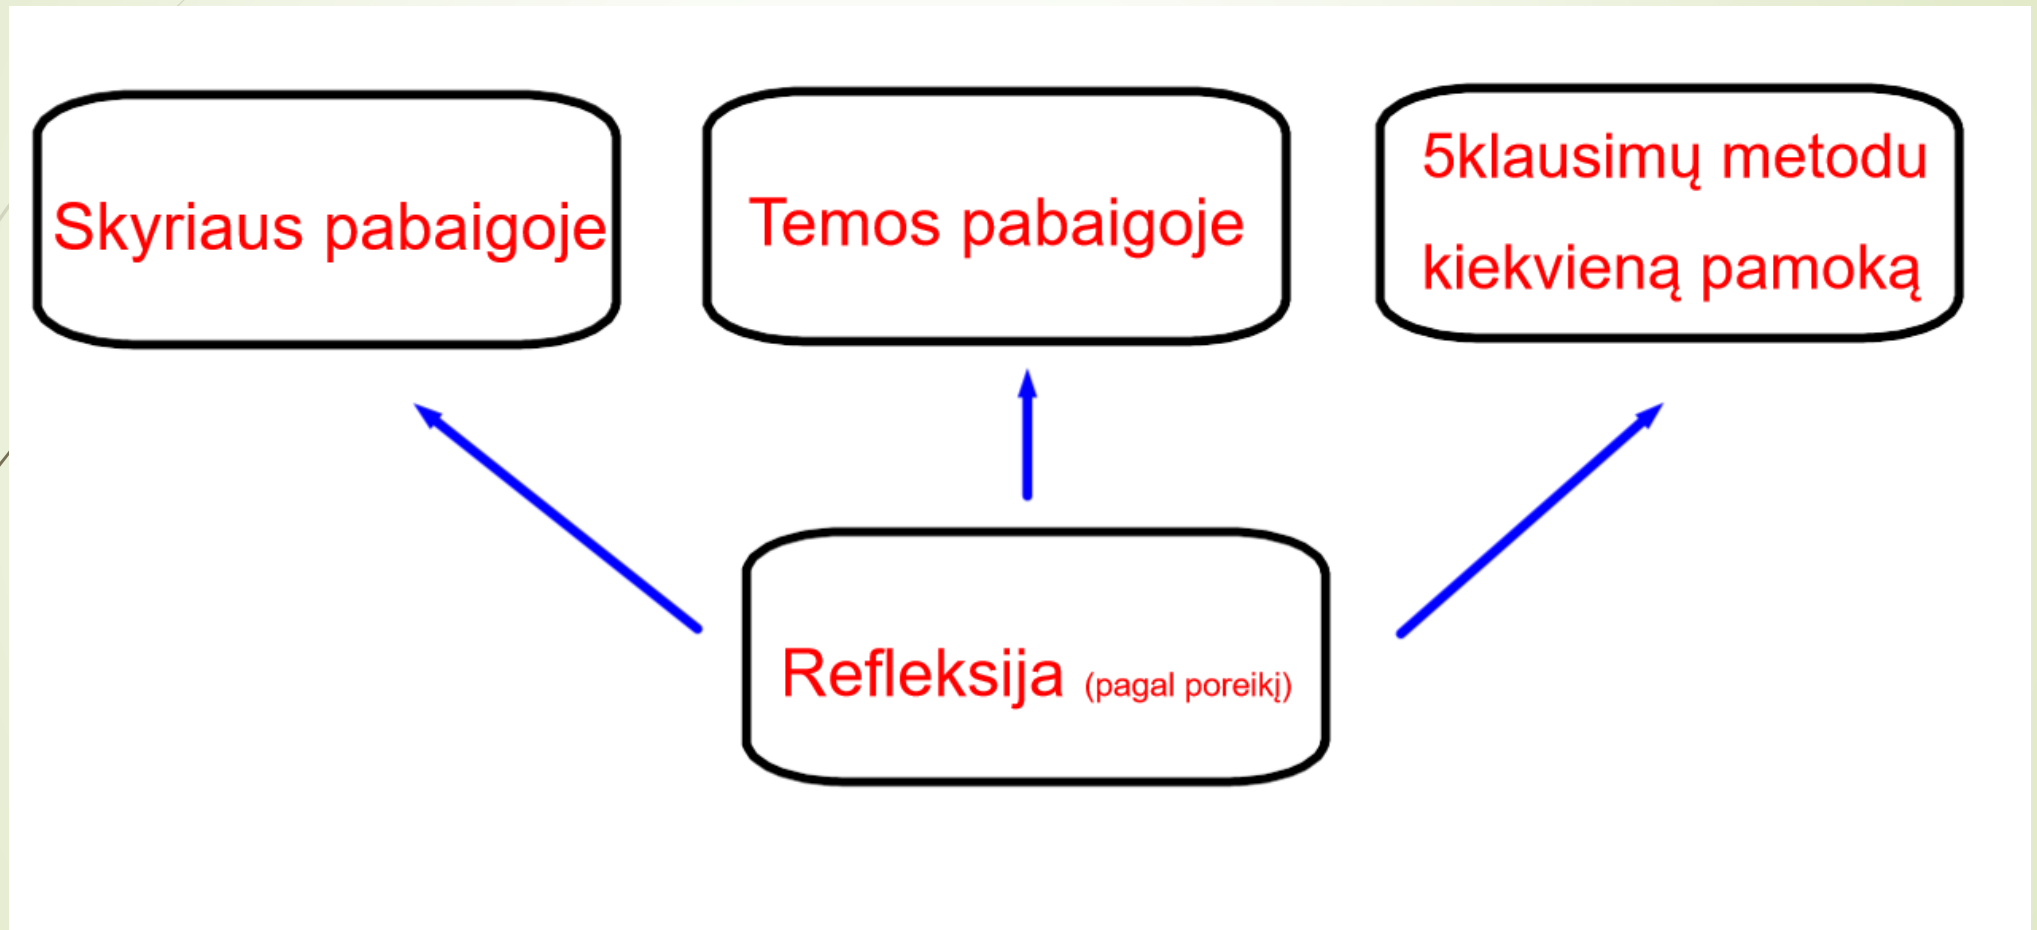 Skyriaus pabaigoje
Temos pabaigoje
5klausimų metodu
kiekvieną pamoką
Refleksija (pagal poreikį)